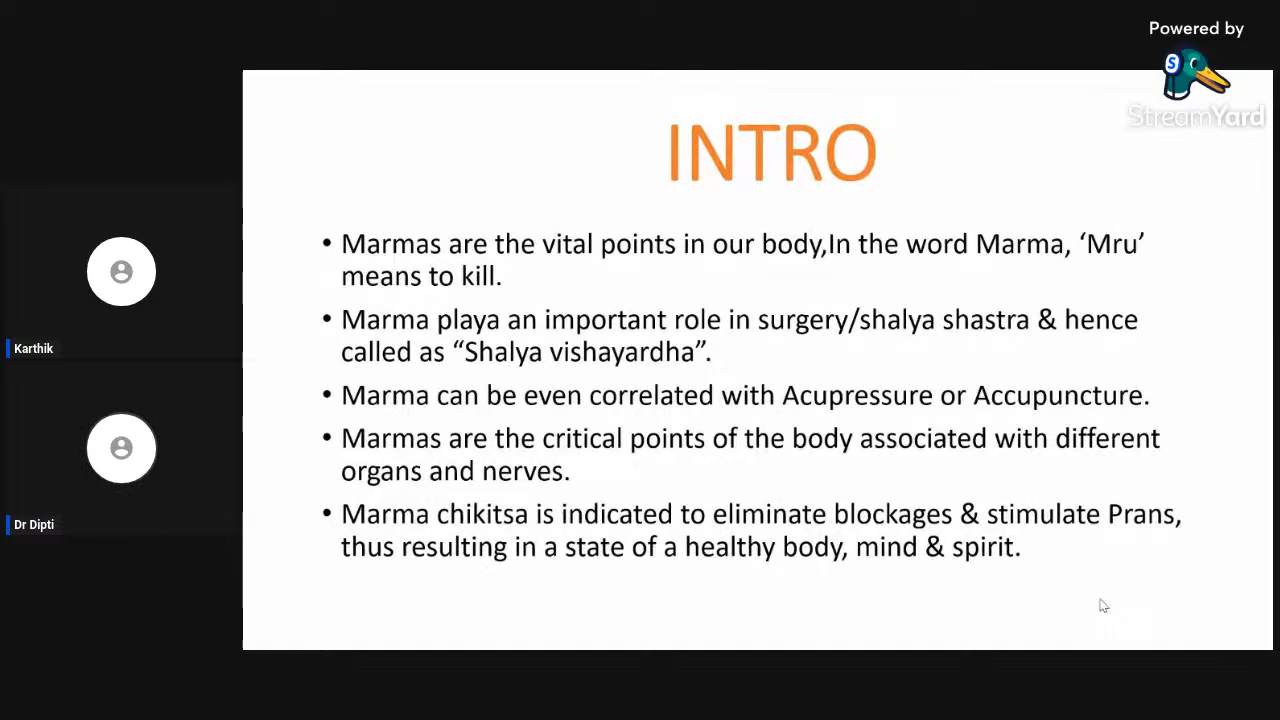 Powered by
S
StreamYard
INTRO
• Marmas are the vital points in our body,In the word Marma, ‘Mru’
means to kill.
• Marma playa an important role in surgery/shalya shastra & hence
called as “Shalya vishayardha”.
• Marma can be even correlated with Acupressure or Accupuncture.
• Marmas are the critical points of the body associated with different
organs and nerves.
• Marma chikitsa is indicated to eliminate blockages & stimulate Prans,
thus resulting in a state of a healthy body, mind & spirit.
Karthik
Dr Dipti